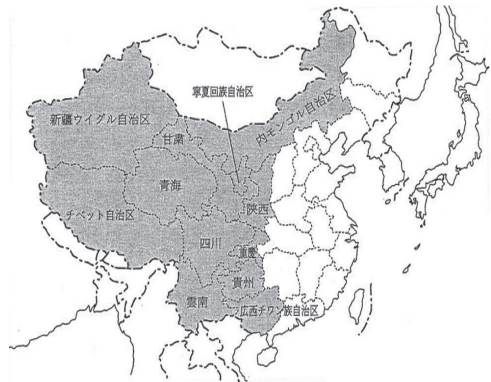 寧夏回族自治区
内モンゴル自治区
新疆ウイグル自治区
甘粛
青海
陝西
チベット自治区
四川
重慶
貴州
雲南
広西チワン族自治区